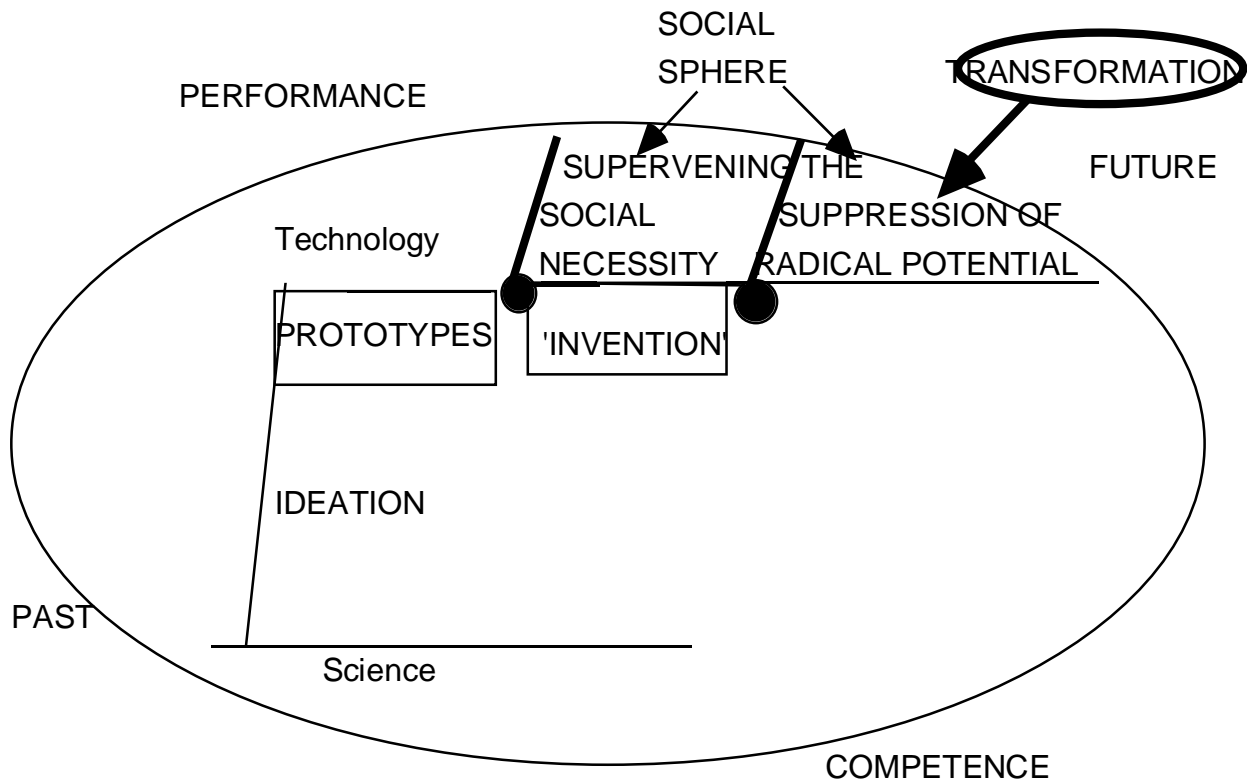 SOCIAL
SPHERE
TRANSFORMATION
PERFORMANCE
SUPERVENING THE
FUTURE
SOCIAL
SUPPRESSION OF
Technology
NECESSITY
RADICAL POTENTIAL
PROTOTYPES
'INVENTION'
IDEATION
PAST
Science
COMPETENCE